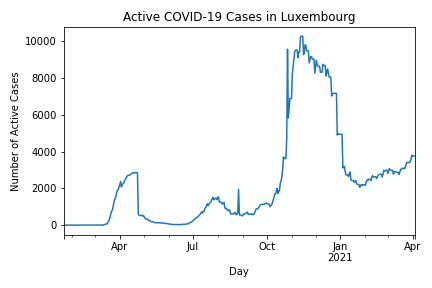 Active COVID-19 Cases in Luxembourg
Number of Active Cases
10000
8000
6000
4000
2000
0
Apr
Jul
Oct
Jan
2021
Apr
Day